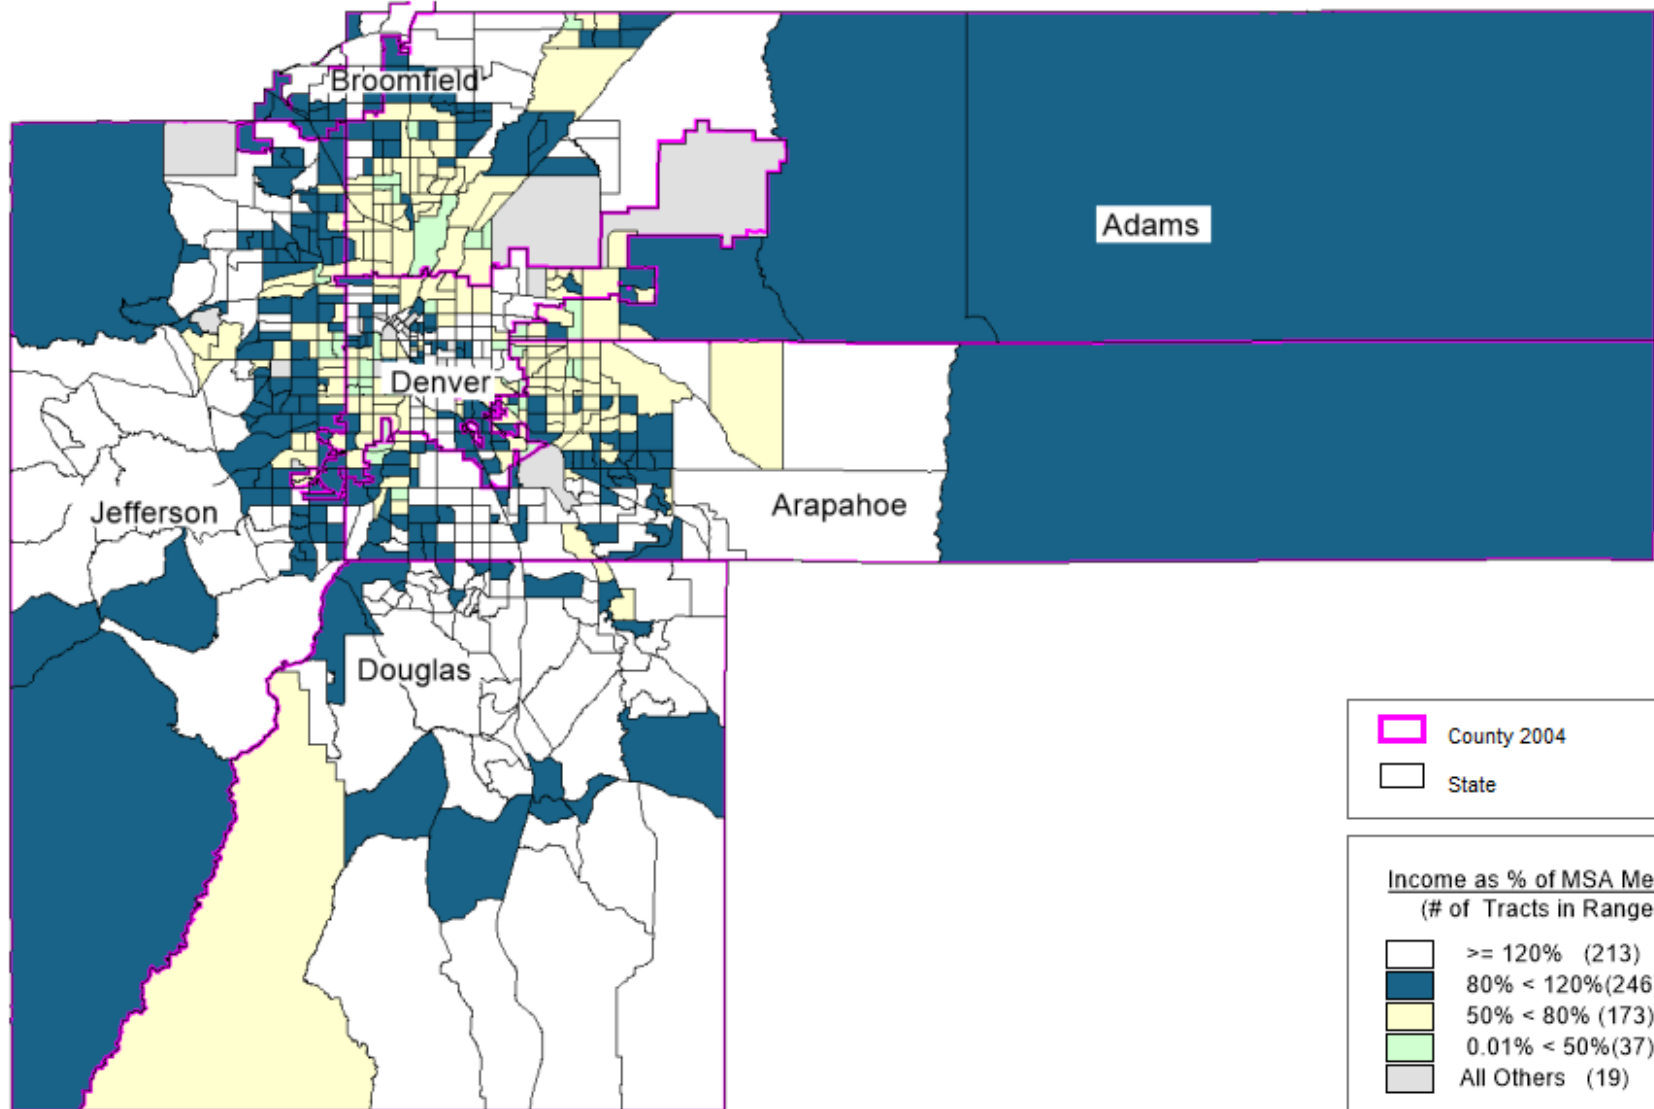 Broomfield
Adams
Denver
Jefferson
Arapahoe
Douglas
County 2004
State
Income as % of MSA Me
(# of Tracts in Range
>= 120% (213)
80% < 120%(246
50% < 80% (173)
0.01% < 50%(37)
All Others (19)